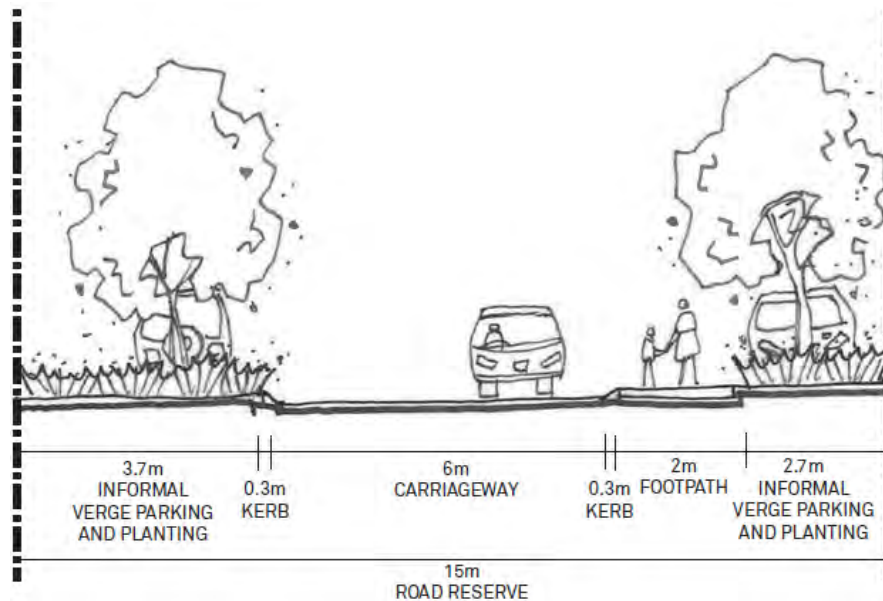 3.7m
INFORMAL
VERGE PARKING
AND PLANTING
0.3m
KERB
6m
CARRIAGEWAY
0.3m
KERB
2m
FOOTPATH
2.7m
INFORMAL
VERGE PARKING
AND PLANTING
15m
ROAD RESERVE